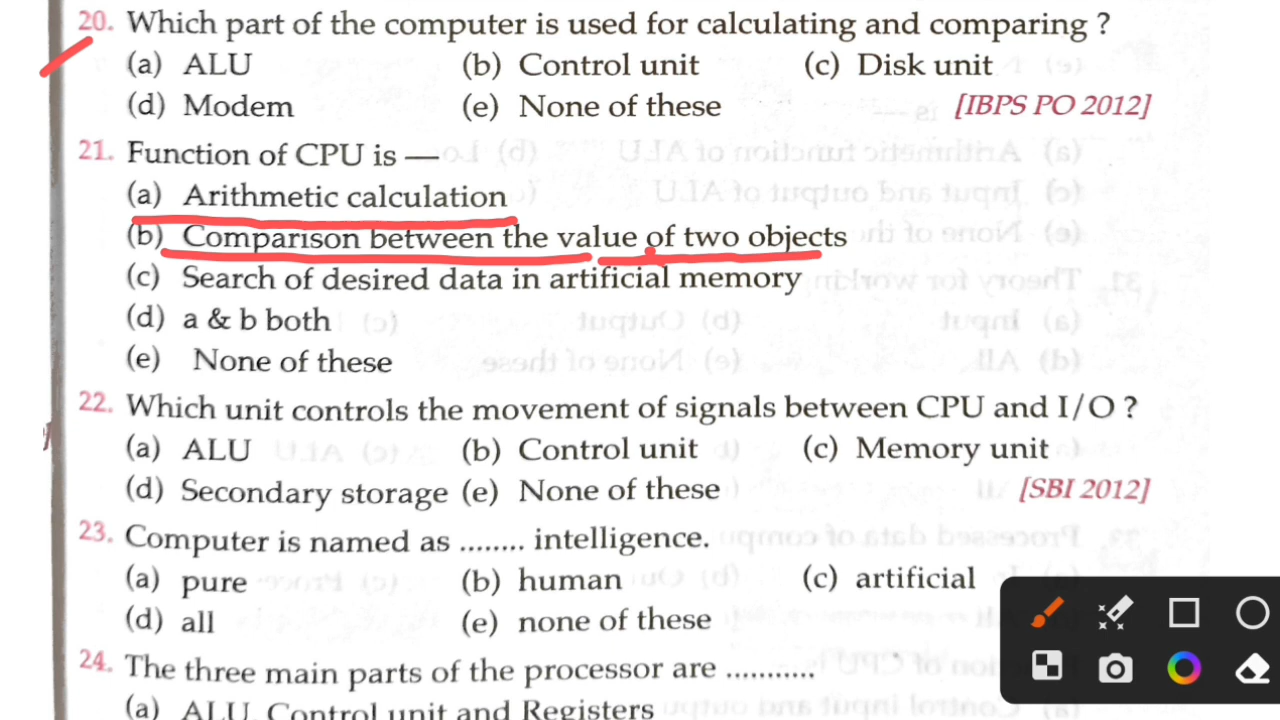 20. Which part of the computer is used for calculating and comparing ?
(a) ALU (b) Control unit (c) Disk unit
(d) Modem (e) None of these [IBPS PO 2012]
21. Function of CPU is —
(a) Arithmetic calculation
(b) Comparison between the value of two objects
(c) Search of desired data in artificial memory
(d) a & b both
(e) None of these
22. Which unit controls the movement of signals between CPU and I/O ?
(a) ALU (b) Control unit (c) Memory unit
(d) Secondary storage (e) None of these [SBI 2012]
23. Computer is named as ........ intelligence.
(a) pure (b) human (c) artificial
(d) all (e) none of these
24. The three main parts of the processor are ...........
(a) ALU, Control unit and Registers